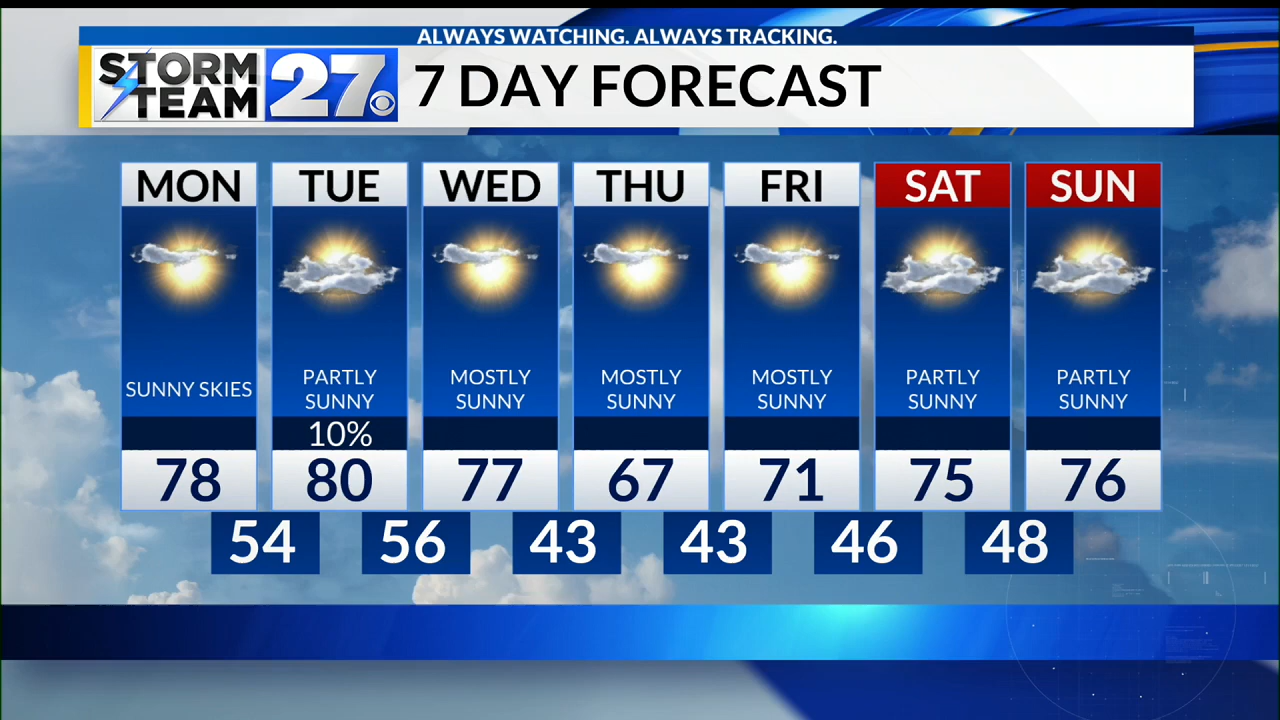 ALWAYS WATCHING. ALWAYS TRACKING.
STORM
TEAM
27
7 DAY FORECAST
MON
TUE
WED
THU
FRI
SAT
SUN
SUNNY SKIES
PARTLY
SUNNY
MOSTLY
SUNNY
MOSTLY
SUNNY
MOSTLY
SUNNY
PARTLY
SUNNY
PARTLY
SUNNY
10%
78
80
77
67
71
75
76
54
56
43
43
46
48